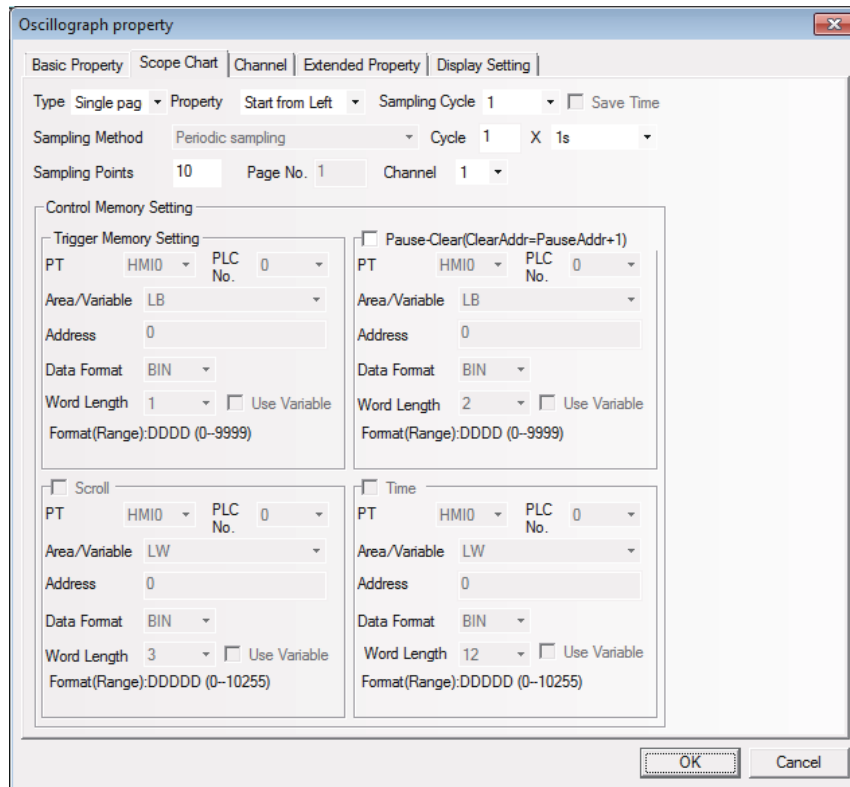 Oscillograph property
Basic Property Scope Chart Channel Extended Property Display Setting
Type Single pag Property Start from Left Sampling Cycle 1 Save Time
Sampling Method Periodic sampling Cycle 1 X 1s
Sampling Points 10 Page No. 1 Channel 1
Control Memory Setting
Trigger Memory Setting
PT HMI0 PLC No. 0
Area/Variable LB
Address 0
Data Format BIN
Word Length 1 Use Variable
Format(Range):DDDD (0--9999)
Pause-Clear(ClearAddr=PauseAddr+1)
PT HMI0 PLC No. 0
Area/Variable LB
Address 0
Data Format BIN
Word Length 2 Use Variable
Format(Range):DDDD (0--9999)
Scroll
PT HMI0 PLC No. 0
Area/Variable LW
Address 0
Data Format BIN
Word Length 3 Use Variable
Format(Range):DDDDD (0--10255)
Time
PT HMI0 PLC No. 0
Area/Variable LW
Address 0
Data Format BIN
Word Length 12 Use Variable
Format(Range):DDDDD (0--10255)
OK Cancel